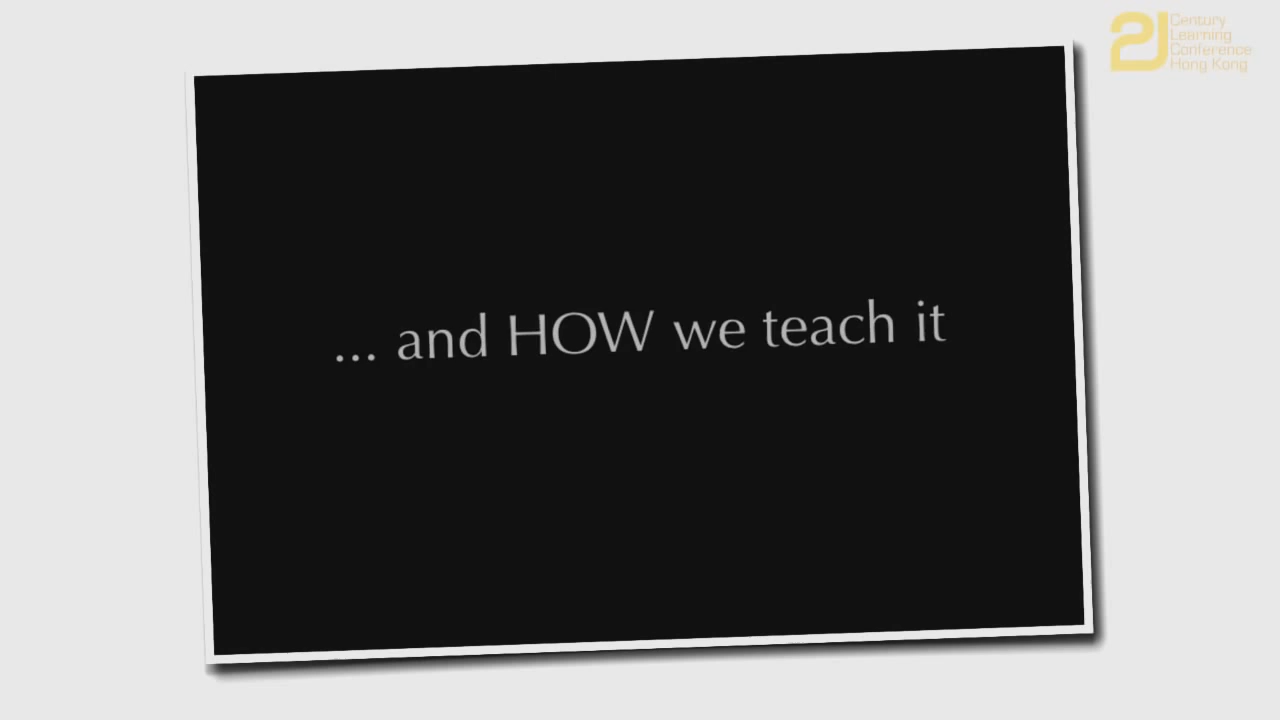 21 Century
Learning
Conference
Hong Kong
... and HOW we teach it